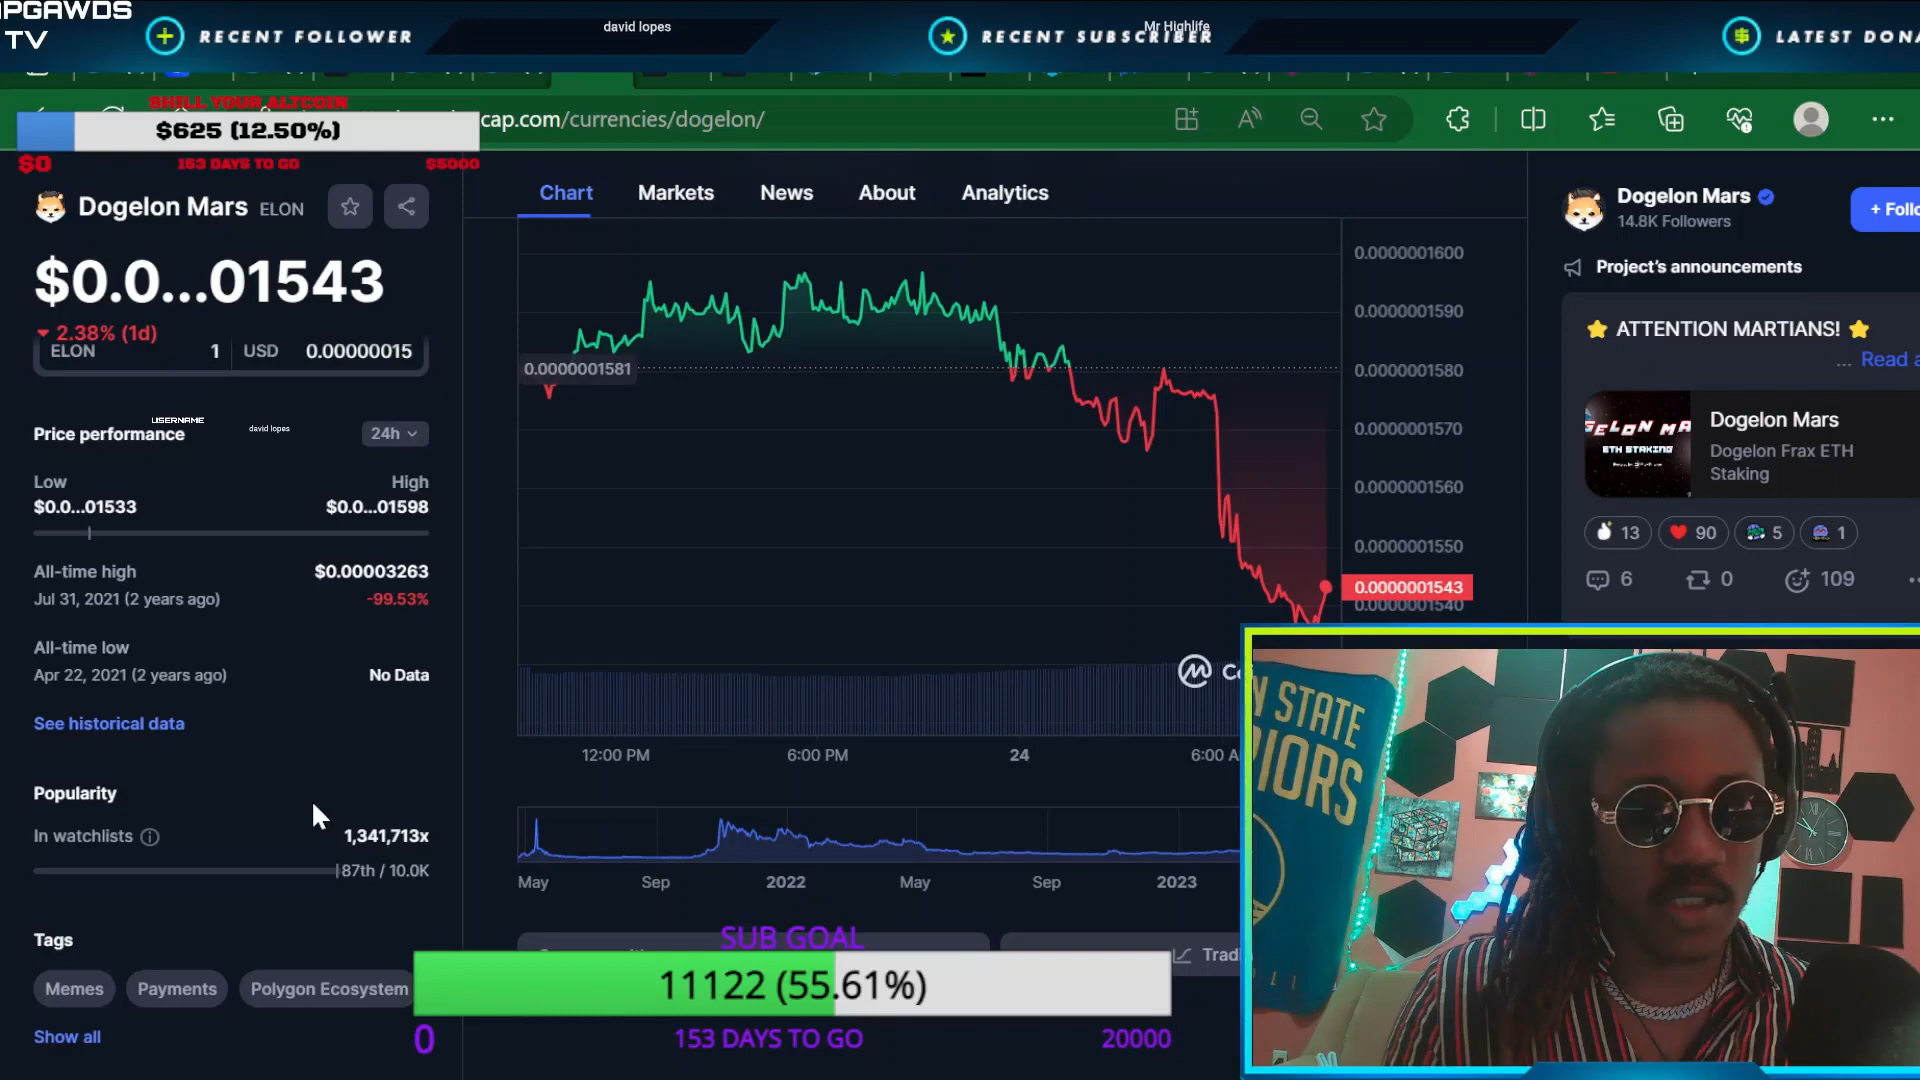 PGAWDS
TV
RECENT FOLLOWER
david lopes
RECENT SUBSCRIBER
Mr Highlife
LATEST DONA
SHILL YOUR ALTCOIN
$625 (12.50%)
$0
153 DAYS TO GO
$5000
cap.com/currencies/dogelon/
Dogelon Mars ELON
$0.0...01543
2.38% (1d)
ELON 1 USD 0.00000015
USERNAME
david lopes
Price performance
24h
Low
High
$0.0...01533
$0.0...01598
All-time high
$0.00003263
Jul 31, 2021 (2 years ago)
-99.53%
All-time low
Apr 22, 2021 (2 years ago)
No Data
See historical data
Popularity
In watchlists
1,341,713x
87th / 10.0K
Tags
Memes
Payments
Polygon Ecosystem
Show all
Chart
Markets
News
About
Analytics
0.0000001600
0.0000001590
0.0000001581
0.0000001580
0.0000001570
0.0000001560
0.0000001550
0.0000001543
0.0000001540
12:00 PM
6:00 PM
24
6:00 A
May
Sep
2022
May
Sep
2023
Tradi
SUB GOAL
11122 (55.61%)
0
153 DAYS TO GO
20000
Dogelon Mars
14.8K Followers
+ Follo
Project's announcements
ATTENTION MARTIANS!
... Read a
GELON MA
ETH STAKING
Dogelon Mars
Dogelon Frax ETH
Staking
13
90
5
1
6
0
109
N STATE
RIORS